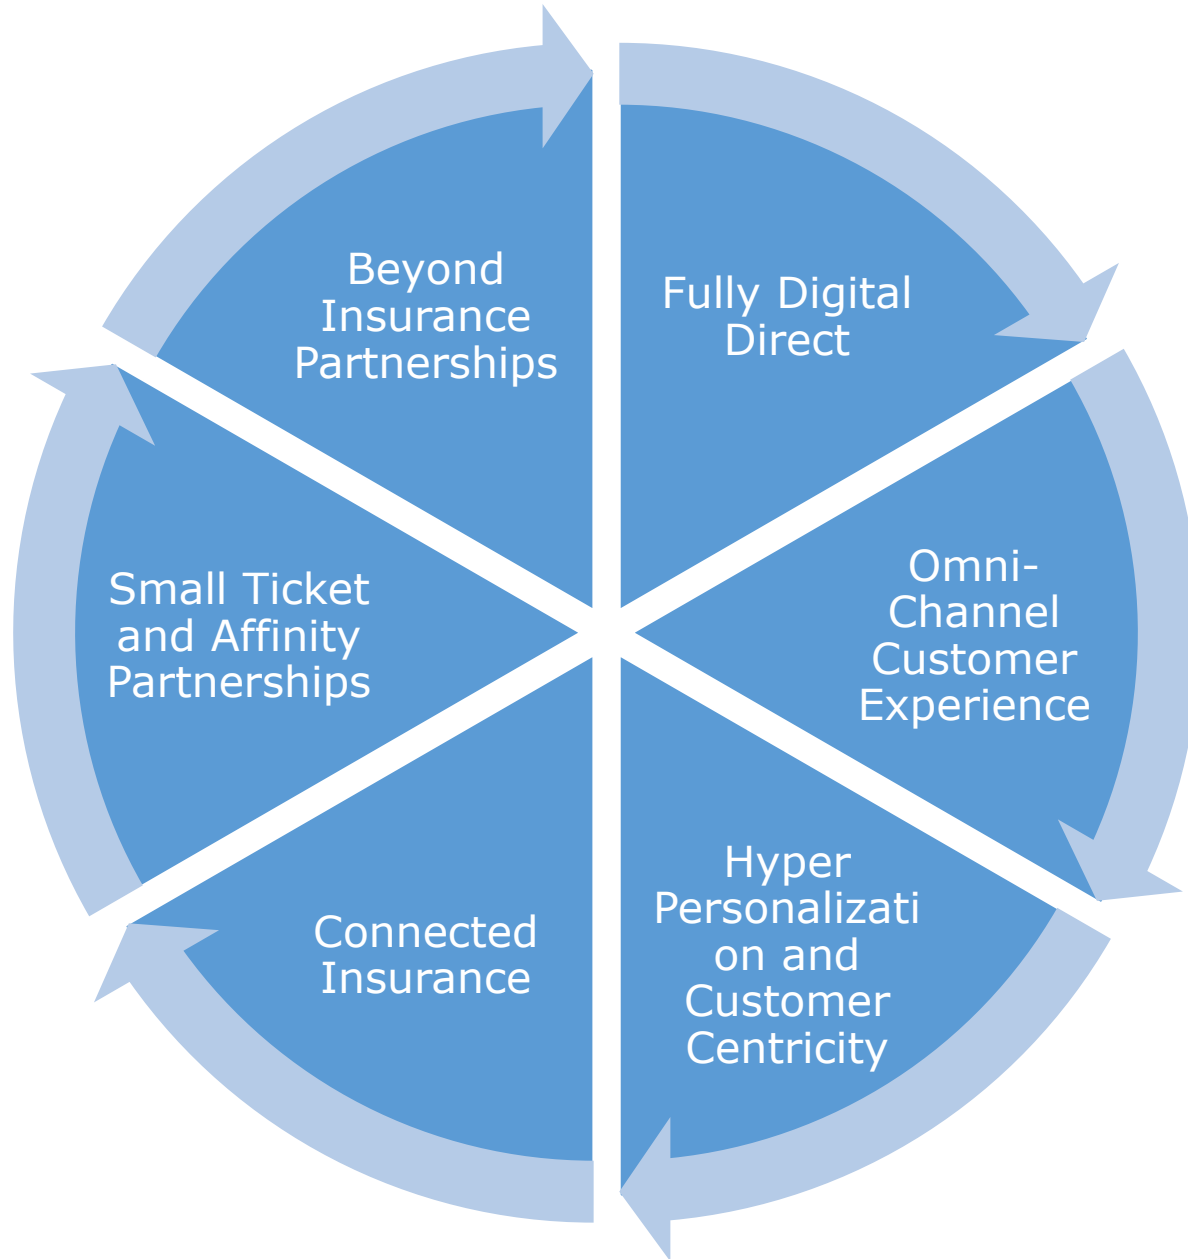 Beyond
Insurance
Partnerships
Fully Digital
Direct
Omni-
Channel
Customer
Experience
Hyper
Personalizati
on and
Customer
Centricity
Connected
Insurance
Small Ticket
and Affinity
Partnerships